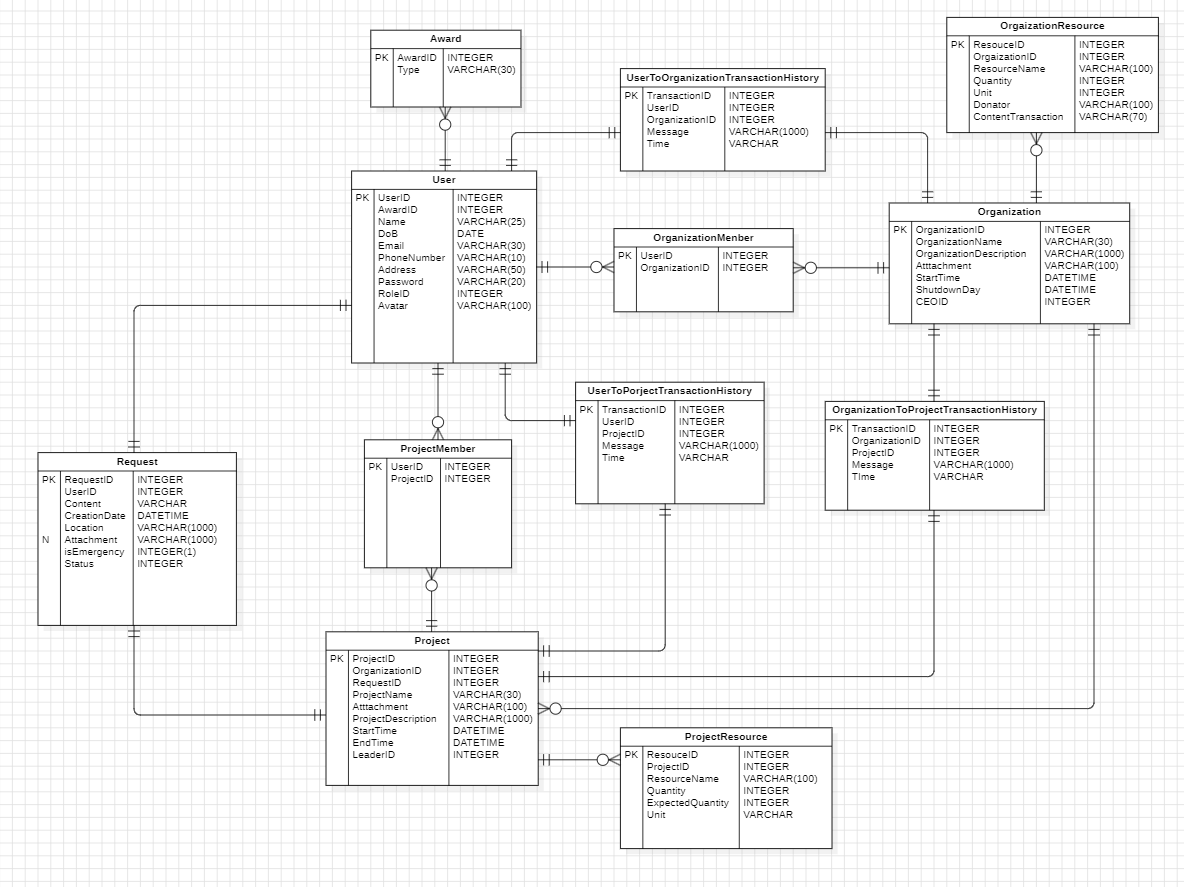 Award
PK AwardID INTEGER
Type VARCHAR(30)
OrgaizationResource
PK ResouceID INTEGER
OrgaizationID INTEGER
ResourceName VARCHAR(100)
Quantity INTEGER
Unit INTEGER
Donator VARCHAR(100)
ContentTransaction VARCHAR(70)
UserToOrganizationTransactionHistory
PK TransactionID INTEGER
UserID INTEGER
OrganizationID INTEGER
Message VARCHAR(1000)
Time VARCHAR
User
PK UserID INTEGER
AwardID INTEGER
Name VARCHAR(25)
DoB DATE
Email VARCHAR(30)
PhoneNumber VARCHAR(10)
Address VARCHAR(50)
Password VARCHAR(20)
RoleID INTEGER
Avatar VARCHAR(100)
OrganizationMenber
PK UserID INTEGER
OrganizationID INTEGER
Organization
PK OrganizationID INTEGER
OrganizationName VARCHAR(30)
OrganizationDescription VARCHAR(1000)
Atttachment VARCHAR(100)
StartTime DATETIME
ShutdownDay DATETIME
CEOID INTEGER
UserToPorjectTransactionHistory
PK TransactionID INTEGER
UserID INTEGER
ProjectID INTEGER
Message VARCHAR(1000)
Time VARCHAR
OrganizationToProjectTransactionHistory
PK TransactionID INTEGER
OrganizationID INTEGER
ProjectID INTEGER
Message VARCHAR(1000)
TIme VARCHAR
ProjectMember
PK UserID INTEGER
ProjectID INTEGER
Request
PK RequestID INTEGER
UserID INTEGER
Content VARCHAR
CreationDate DATETIME
Location VARCHAR(1000)
N Attachment VARCHAR(1000)
isEmergency INTEGER(1)
Status INTEGER
Project
PK ProjectID INTEGER
OrganizationID INTEGER
RequestID INTEGER
ProjectName VARCHAR(30)
Atttachment VARCHAR(100)
ProjectDescription VARCHAR(1000)
StartTime DATETIME
EndTime DATETIME
LeaderID INTEGER
ProjectResource
PK ResouceID INTEGER
ProjectID INTEGER
ResourceName VARCHAR(100)
Quantity INTEGER
ExpectedQuantity INTEGER
Unit VARCHAR